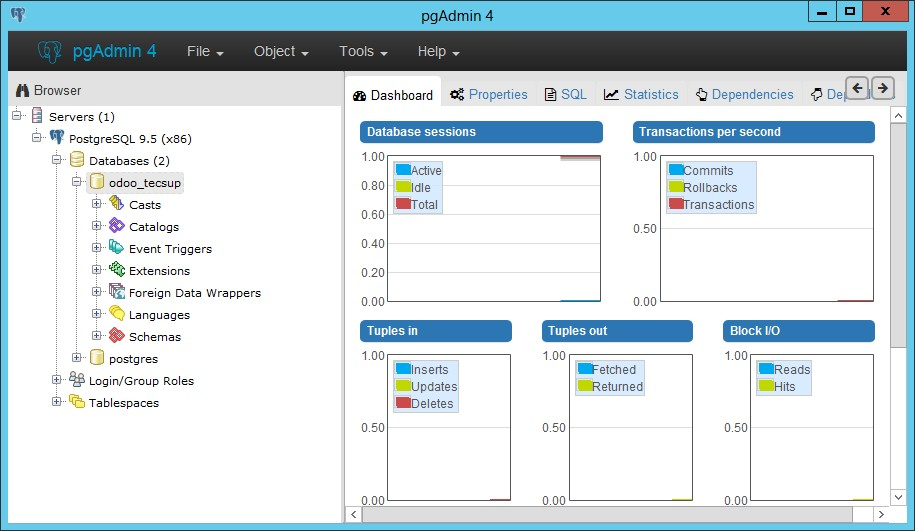 pgAdmin 4
pgAdmin 4 File Object Tools Help
Browser
Servers (1)
PostgreSQL 9.5 (x86)
Databases (2)
odoo_tecsup
Casts
Catalogs
Event Triggers
Extensions
Foreign Data Wrappers
Languages
Schemas
postgres
Login/Group Roles
Tablespaces
Dashboard Properties SQL Statistics Dependencies
Database sessions
1.00
0.80
0.60
0.40
0.20
0.00
Active
Idle
Total
Transactions per second
1.00
0.50
0.00
Commits
Rollbacks
Transactions
Tuples in
1.00
0.50
0.00
Inserts
Updates
Deletes
Tuples out
1.00
0.50
0.00
Fetched
Returned
Block I/O
1.00
0.50
0.00
Reads
Hits